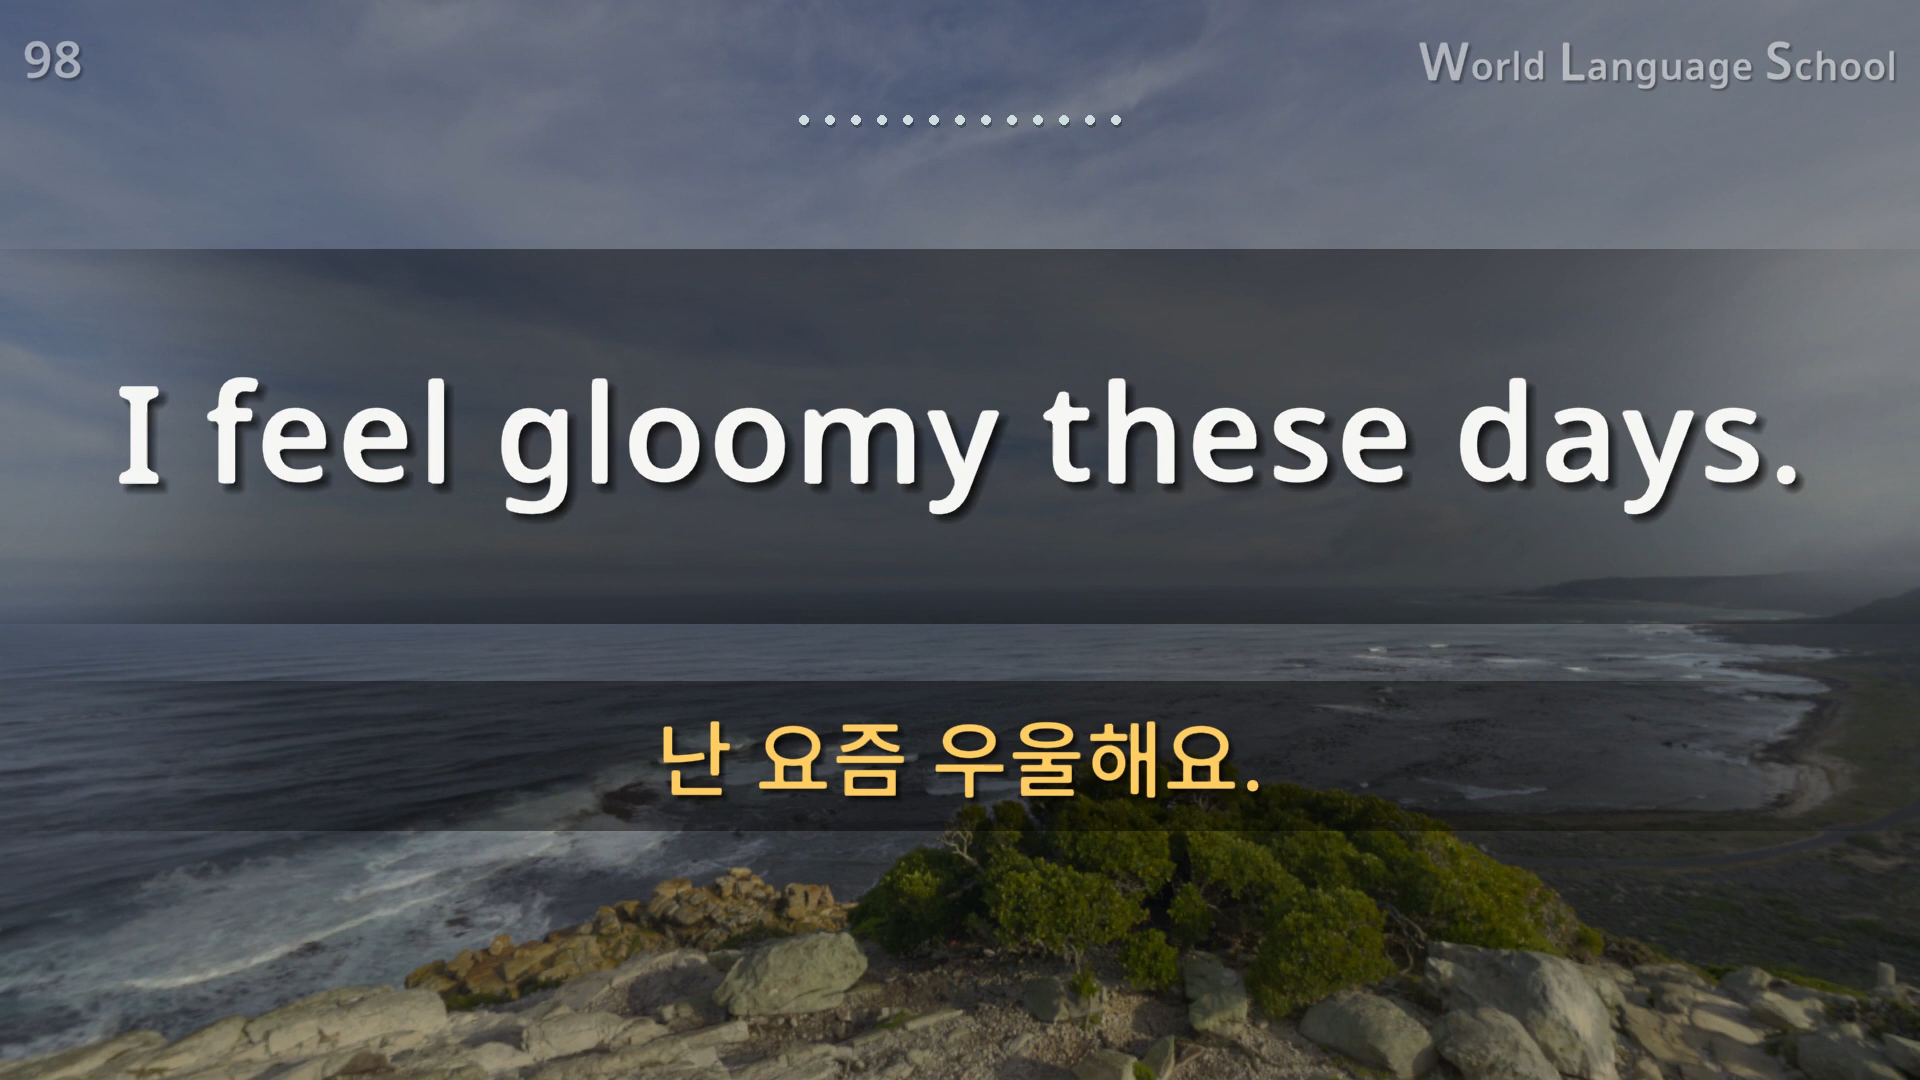 98
World Language School
I feel gloomy these days.
난 요즘 우울해요.